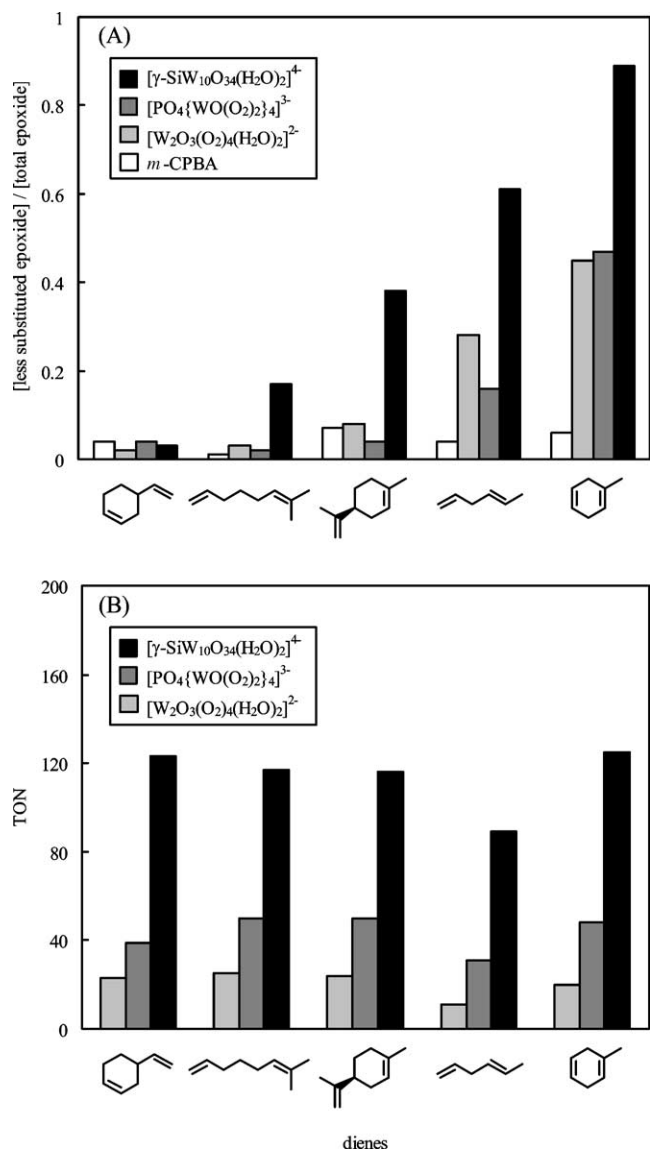 (A)
[γ-SiW₁₀O₃₄(H₂O)₂]⁴⁻
[PO₄{WO(O₂)₂}₄]³⁻
[W₂O₃(O₂)₄(H₂O)₂]²⁻
m-CPBA
[less substituted epoxide] / [total epoxide]
1
0.8
0.6
0.4
0.2
0
(B)
[γ-SiW₁₀O₃₄(H₂O)₂]⁴⁻
[PO₄{WO(O₂)₂}₄]³⁻
[W₂O₃(O₂)₄(H₂O)₂]²⁻
TON
200
160
120
80
40
0
dienes